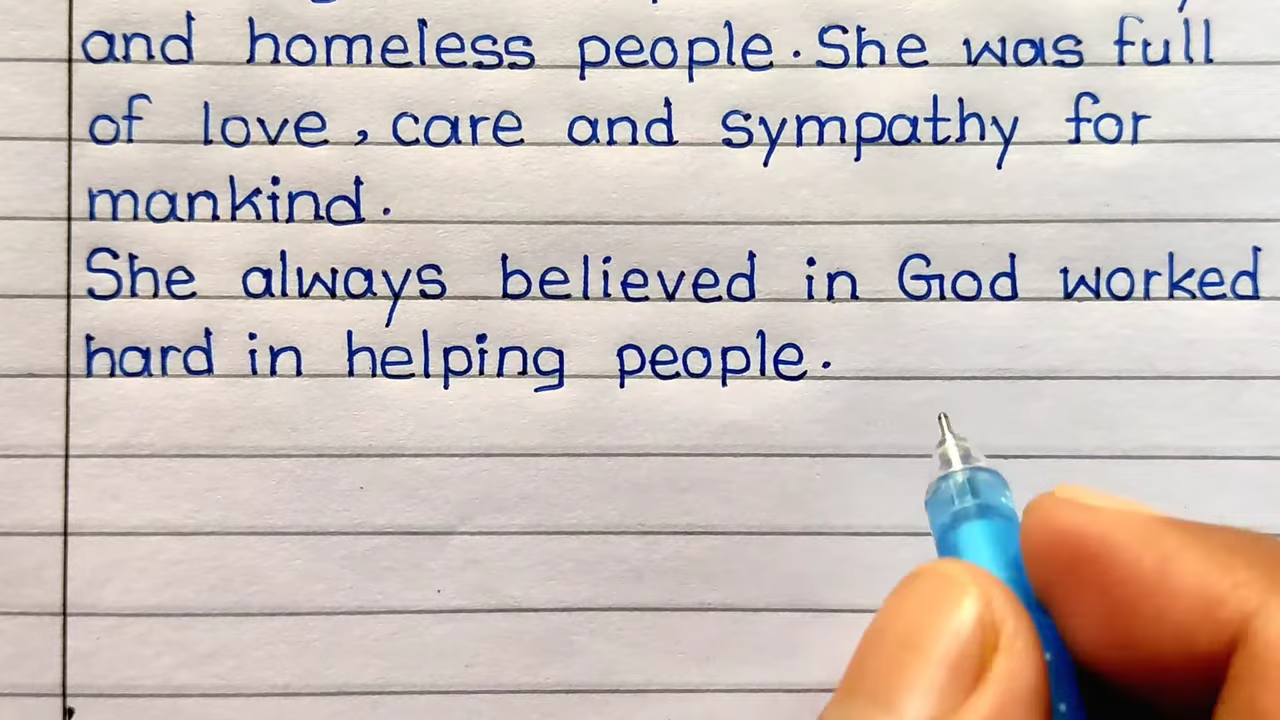 and homeless people. She was full
of love, care and sympathy for
mankind.
She always believed in God worked
hard in helping people.